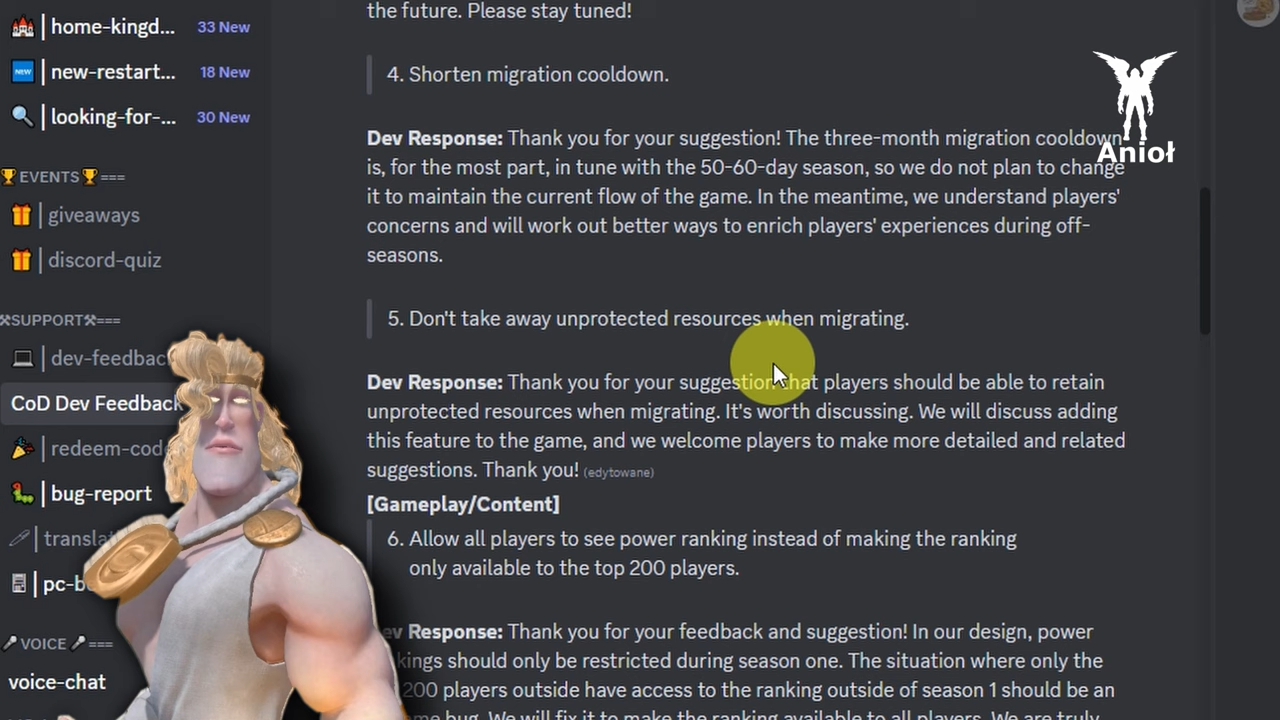 home-kingd... 33 New
new-restart... 18 New
looking-for-... 30 New
EVENTS ===
giveaways
discord-quiz
SUPPORT ===
dev-feedbac
CoD Dev Feedback
redeem-code
bug-report
transla
pc-b
VOICE ===
voice-chat
the future. Please stay tuned!
4. Shorten migration cooldown.
Dev Response: Thank you for your suggestion! The three-month migration cooldown
is, for the most part, in tune with the 50-60-day season, so we do not plan to change
it to maintain the current flow of the game. In the meantime, we understand players'
concerns and will work out better ways to enrich players' experiences during off-
seasons.
5. Don't take away unprotected resources when migrating.
Dev Response: Thank you for your suggestion that players should be able to retain
unprotected resources when migrating. It's worth discussing. We will discuss adding
this feature to the game, and we welcome players to make more detailed and related
suggestions. Thank you! (edytowane)
[Gameplay/Content]
6. Allow all players to see power ranking instead of making the ranking
only available to the top 200 players.
Dev Response: Thank you for your feedback and suggestion! In our design, power
kings should only be restricted during season one. The situation where only the
200 players outside have access to the ranking outside of season 1 should be an
me bug. We will fix it to make the ranking available to all players. We are truly
Anioł